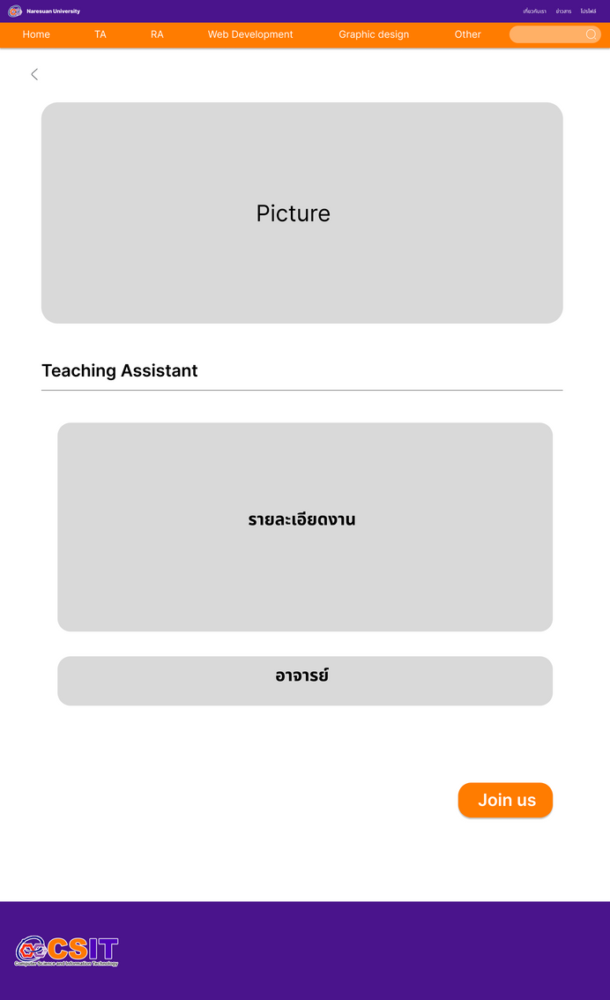 Naresuan University
เกี่ยวกับเรา ข่าวสาร โปรไฟล์
Home TA RA Web Development Graphic design Other
Picture
Teaching Assistant
รายละเอียดงาน
อาจารย์
Join us
CSIT
Computer Science and Information Technology